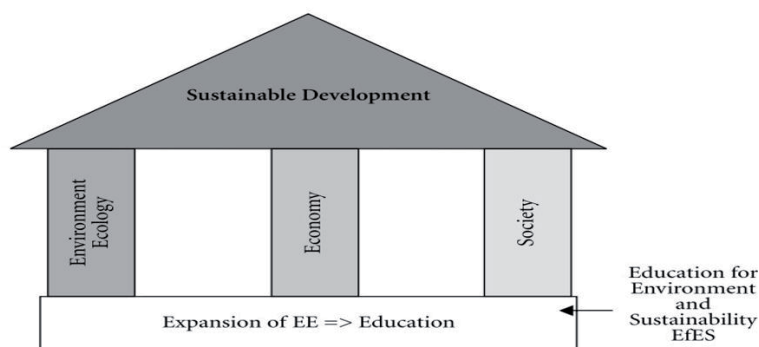 Sustainable Development
Environment
Ecology
Economy
Society
Expansion of EE => Education
Education for
Environment
and
Sustainability
EfES